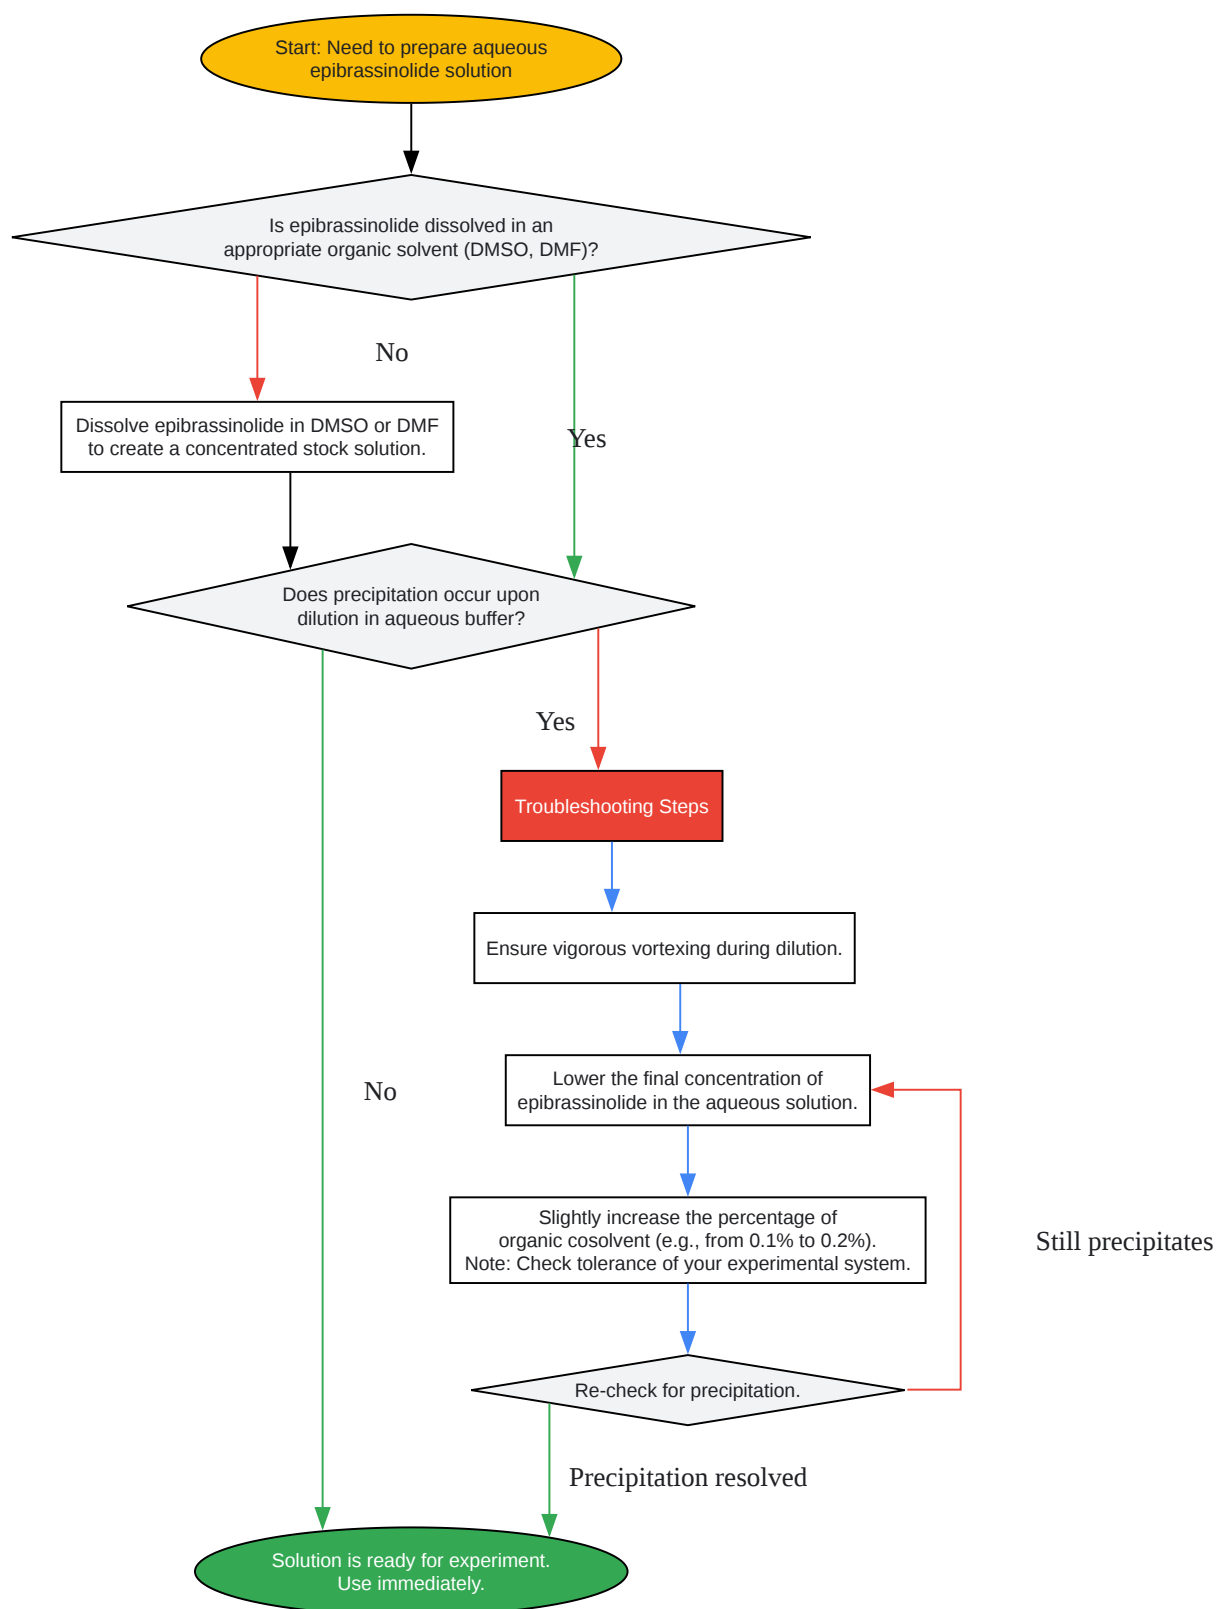 Start: Need to prepare aqueous
epibrassinolide solution
Is epibrassinolide dissolved in an
appropriate organic solvent (DMSO, DMF)?
No
Dissolve epibrassinolide in DMSO or DMF
to create a concentrated stock solution.
Yes
Does precipitation occur upon
dilution in aqueous buffer?
Yes
Troubleshooting Steps
Ensure vigorous vortexing during dilution.
Lower the final concentration of
epibrassinolide in the aqueous solution.
No
Slightly increase the percentage of
organic cosolvent (e.g., from 0.1% to 0.2%).
Note: Check tolerance of your experimental system.
Still precipitates
Re-check for precipitation.
Precipitation resolved
Solution is ready for experiment.
Use immediately.